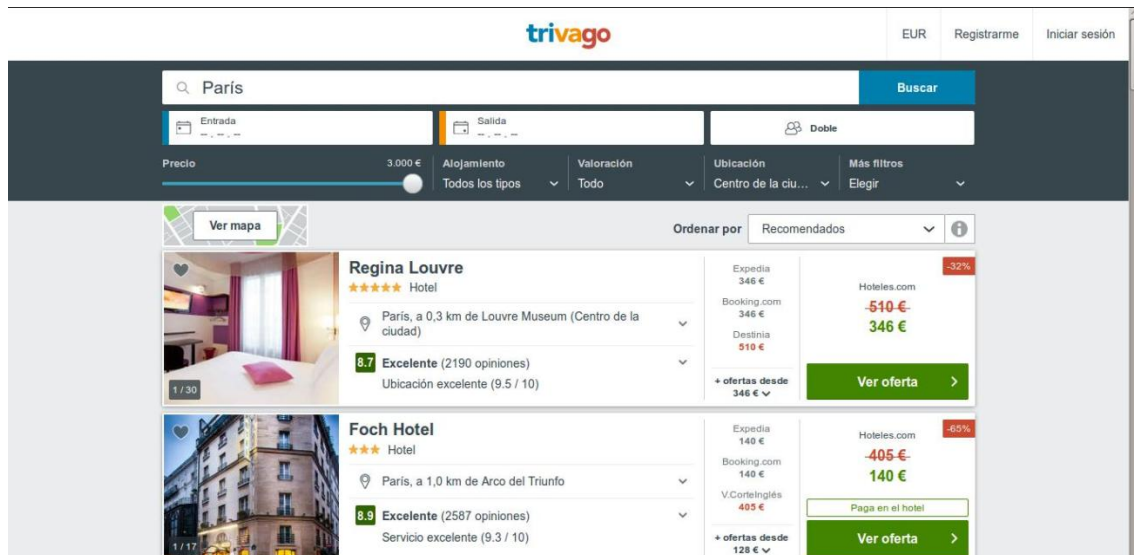 trivago
EUR
Registrarme
Iniciar sesión
París
Buscar
Entrada
-- . -- . --
Salida
-- . -- . --
Doble
Precio
3.000 €
Alojamiento
Todos los tipos
Valoración
Todo
Ubicación
Centro de la ciu...
Más filtros
Elegir
Ver mapa
Ordenar por
Recomendados
Regina Louvre
Hotel
París, a 0,3 km de Louvre Museum (Centro de la
ciudad)
8.7 Excelente (2190 opiniones)
Ubicación excelente (9.5 / 10)
1 / 30
Expedia
346 €
Booking.com
346 €
Destinia
510 €
+ ofertas desde
346 €
-32%
Hoteles.com
510 €
346 €
Ver oferta
Foch Hotel
Hotel
París, a 1,0 km de Arco del Triunfo
8.9 Excelente (2587 opiniones)
Servicio excelente (9.3 / 10)
1 / 17
Expedia
140 €
Booking.com
140 €
V.CorteInglés
405 €
+ ofertas desde
128 €
-65%
Hoteles.com
405 €
140 €
Paga en el hotel
Ver oferta